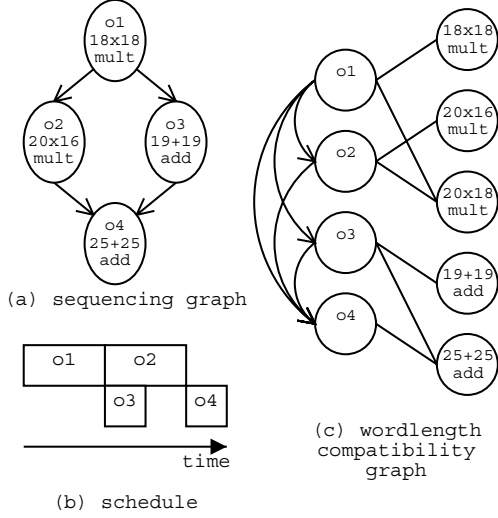 o1
18x18
mult
o2
20x16
mult
o3
19+19
add
o4
25+25
add
(a) sequencing graph
o1
o2
o3
o4
time
(b) schedule
o1
o2
o3
o4
18x18
mult
20x16
mult
20x18
mult
19+19
add
25+25
add
(c) wordlength
compatibility
graph